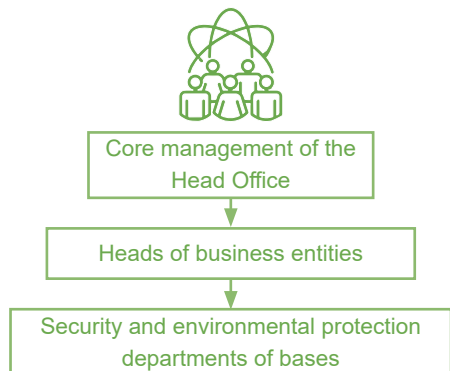 Core management of the
Head Office
Heads of business entities
Security and environmental protection
departments of bases